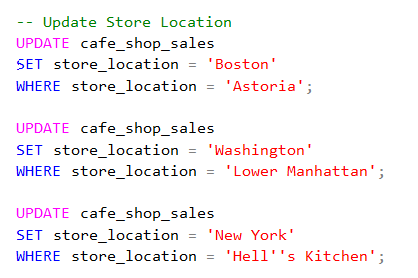 -- Update Store Location
UPDATE cafe_shop_sales
SET store_location = 'Boston'
WHERE store_location = 'Astoria';
UPDATE cafe_shop_sales
SET store_location = 'Washington'
WHERE store_location = 'Lower Manhattan';
UPDATE cafe_shop_sales
SET store_location = 'New York'
WHERE store_location = 'Hell''s Kitchen';